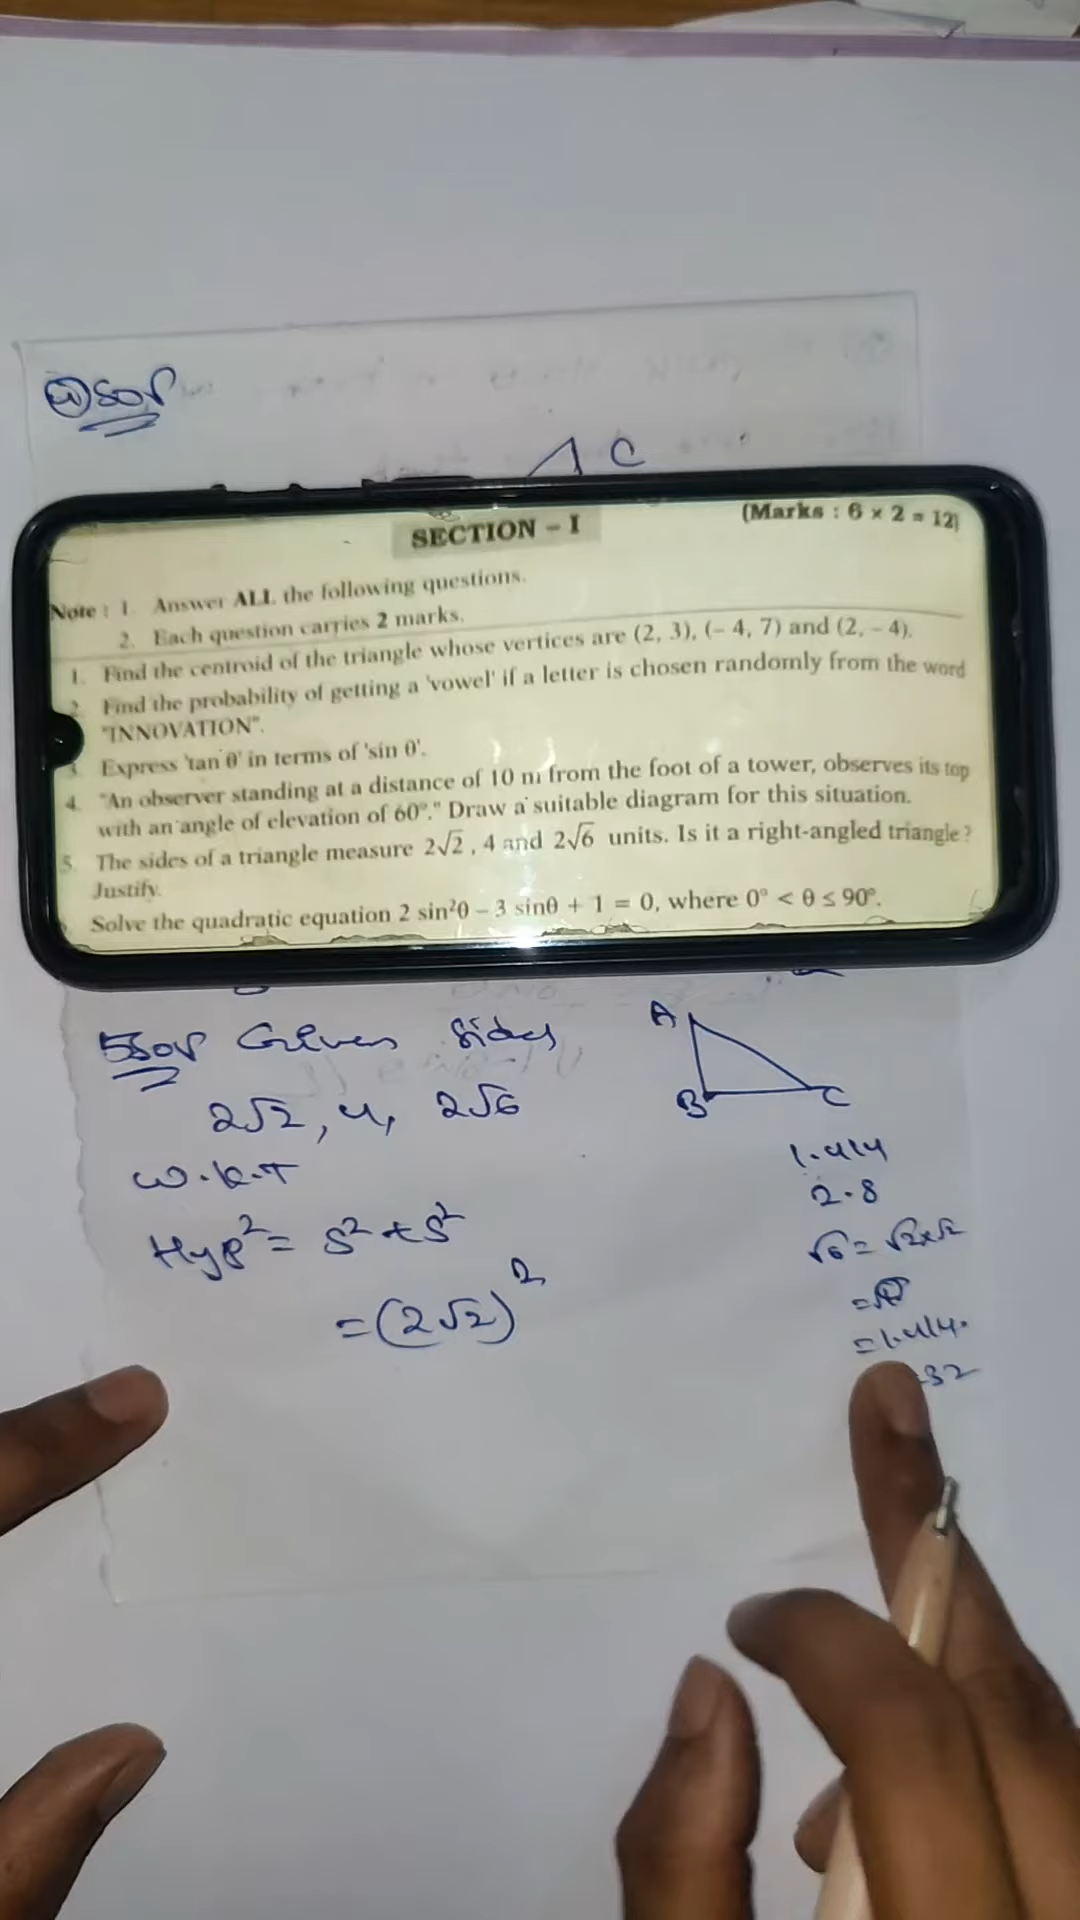 4) Sol
C
SECTION – I
(Marks : 6 × 2 = 12)
Note : 1. Answer ALL the following questions.
2. Each question carries 2 marks.
1. Find the centroid of the triangle whose vertices are (2, 3), (– 4, 7) and (2, – 4).
2. Find the probability of getting a 'vowel' if a letter is chosen randomly from the word
"INNOVATION".
3. Express 'tan θ' in terms of 'sin θ'.
4. "An observer standing at a distance of 10 m from the foot of a tower, observes its top
with an angle of elevation of 60°." Draw a suitable diagram for this situation.
5. The sides of a triangle measure 2√2 , 4 and 2√6 units. Is it a right-angled triangle ?
Justify.
Solve the quadratic equation 2 sin²θ – 3 sinθ + 1 = 0, where 0° < θ ≤ 90°.
5 Sol Given sides
A
B
C
2√2, 4, 2√6
W.K.T
Hyp² = S² + S²
= (2√2)²
1.414
2.8
√6 =
= 1.414.
32